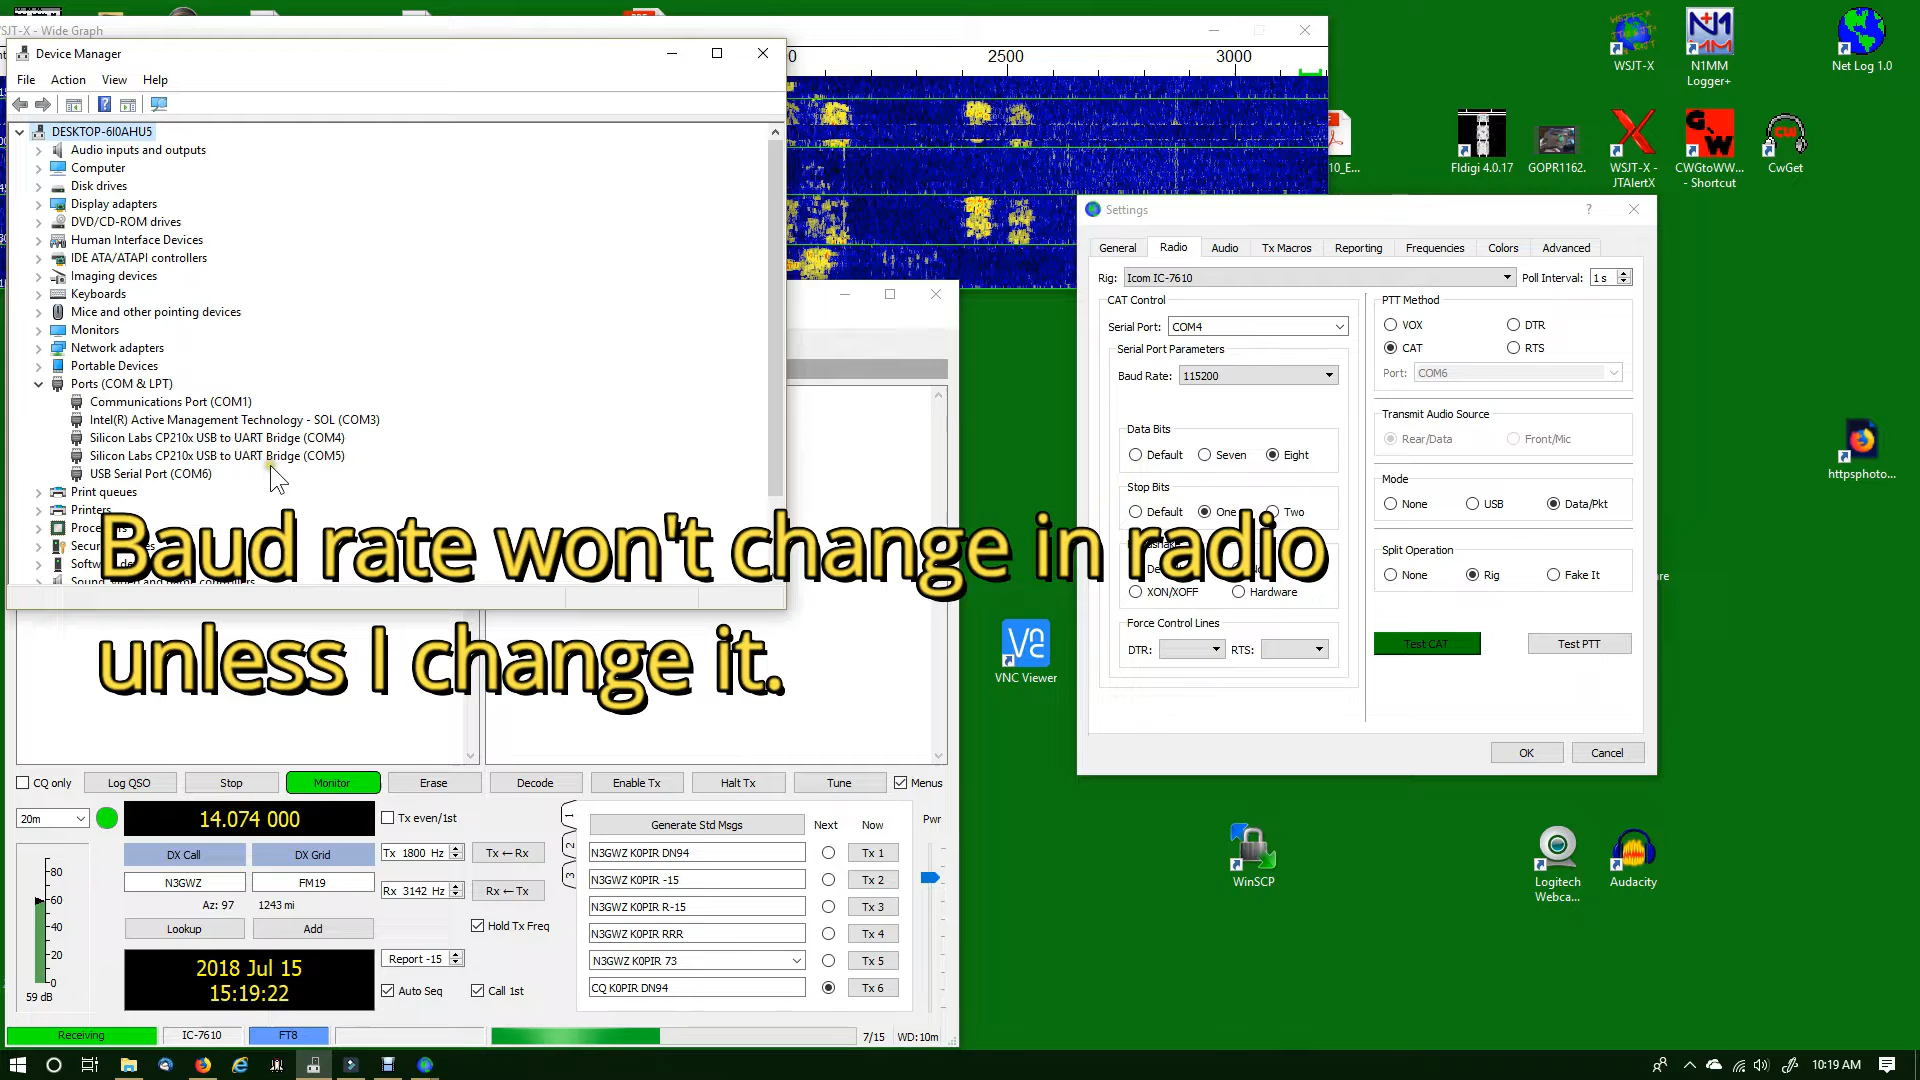 WSJT-X - Wide Graph
Device Manager
File Action View Help
DESKTOP-6I0AHU5
Audio inputs and outputs
Computer
Disk drives
Display adapters
DVD/CD-ROM drives
Human Interface Devices
IDE ATA/ATAPI controllers
Imaging devices
Keyboards
Mice and other pointing devices
Monitors
Network adapters
Portable Devices
Ports (COM & LPT)
Communications Port (COM1)
Intel(R) Active Management Technology - SOL (COM3)
Silicon Labs CP210x USB to UART Bridge (COM4)
Silicon Labs CP210x USB to UART Bridge (COM5)
USB Serial Port (COM6)
Print queues
Printers
2500 3000
Baud rate won't change in radio
unless I change it.
WSJT-X
N1MM
Logger+
Net Log 1.0
10_E...
Fldigi 4.0.17
GOPR1162.
WSJT-X -
JTAlertX
CWGtoWW...
- Shortcut
CwGet
httpsphoto...
VNC Viewer
WinSCP
Logitech
Webca...
Audacity
Settings
?
General Radio Audio Tx Macros Reporting Frequencies Colors Advanced
Rig: Icom IC-7610 Poll Interval: 1 s
CAT Control
Serial Port: COM4
Serial Port Parameters
Baud Rate: 115200
Data Bits
Default Seven Eight
Stop Bits
Default One Two
XON/XOFF Hardware
Force Control Lines
DTR: RTS:
PTT Method
VOX DTR
CAT RTS
Port: COM6
Transmit Audio Source
Rear/Data Front/Mic
Mode
None USB Data/Pkt
Split Operation
None Rig Fake It
Test CAT Test PTT
OK Cancel
CQ only Log QSO Stop Monitor Erase Decode Enable Tx Halt Tx Tune Menus
20m 14.074 000 Tx even/1st
DX Call DX Grid Tx 1800 Hz Tx ← Rx
N3GWZ FM19 Rx 3142 Hz Rx ← Tx
Az: 97 1243 mi
Hold Tx Freq
Lookup Add
Report -15
2018 Jul 15
15:19:22
Auto Seq Call 1st
80
60
40
20
0
59 dB
1
2
3
Generate Std Msgs Next Now Pwr
N3GWZ K0PIR DN94 Tx 1
N3GWZ K0PIR -15 Tx 2
N3GWZ K0PIR R-15 Tx 3
N3GWZ K0PIR RRR Tx 4
N3GWZ K0PIR 73 Tx 5
CQ K0PIR DN94 Tx 6
Receiving IC-7610 FT8 7/15 WD:10m
10:19 AM